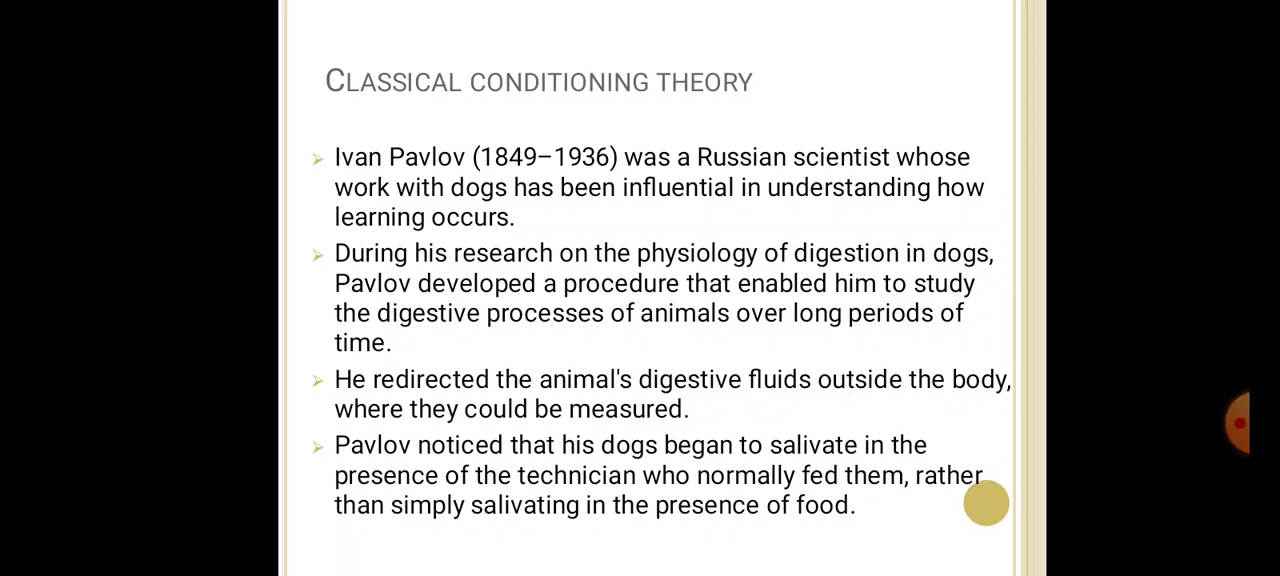 CLASSICAL CONDITIONING THEORY
Ivan Pavlov (1849–1936) was a Russian scientist whose
work with dogs has been influential in understanding how
learning occurs.
During his research on the physiology of digestion in dogs,
Pavlov developed a procedure that enabled him to study
the digestive processes of animals over long periods of
time.
He redirected the animal's digestive fluids outside the body,
where they could be measured.
Pavlov noticed that his dogs began to salivate in the
presence of the technician who normally fed them, rather
than simply salivating in the presence of food.